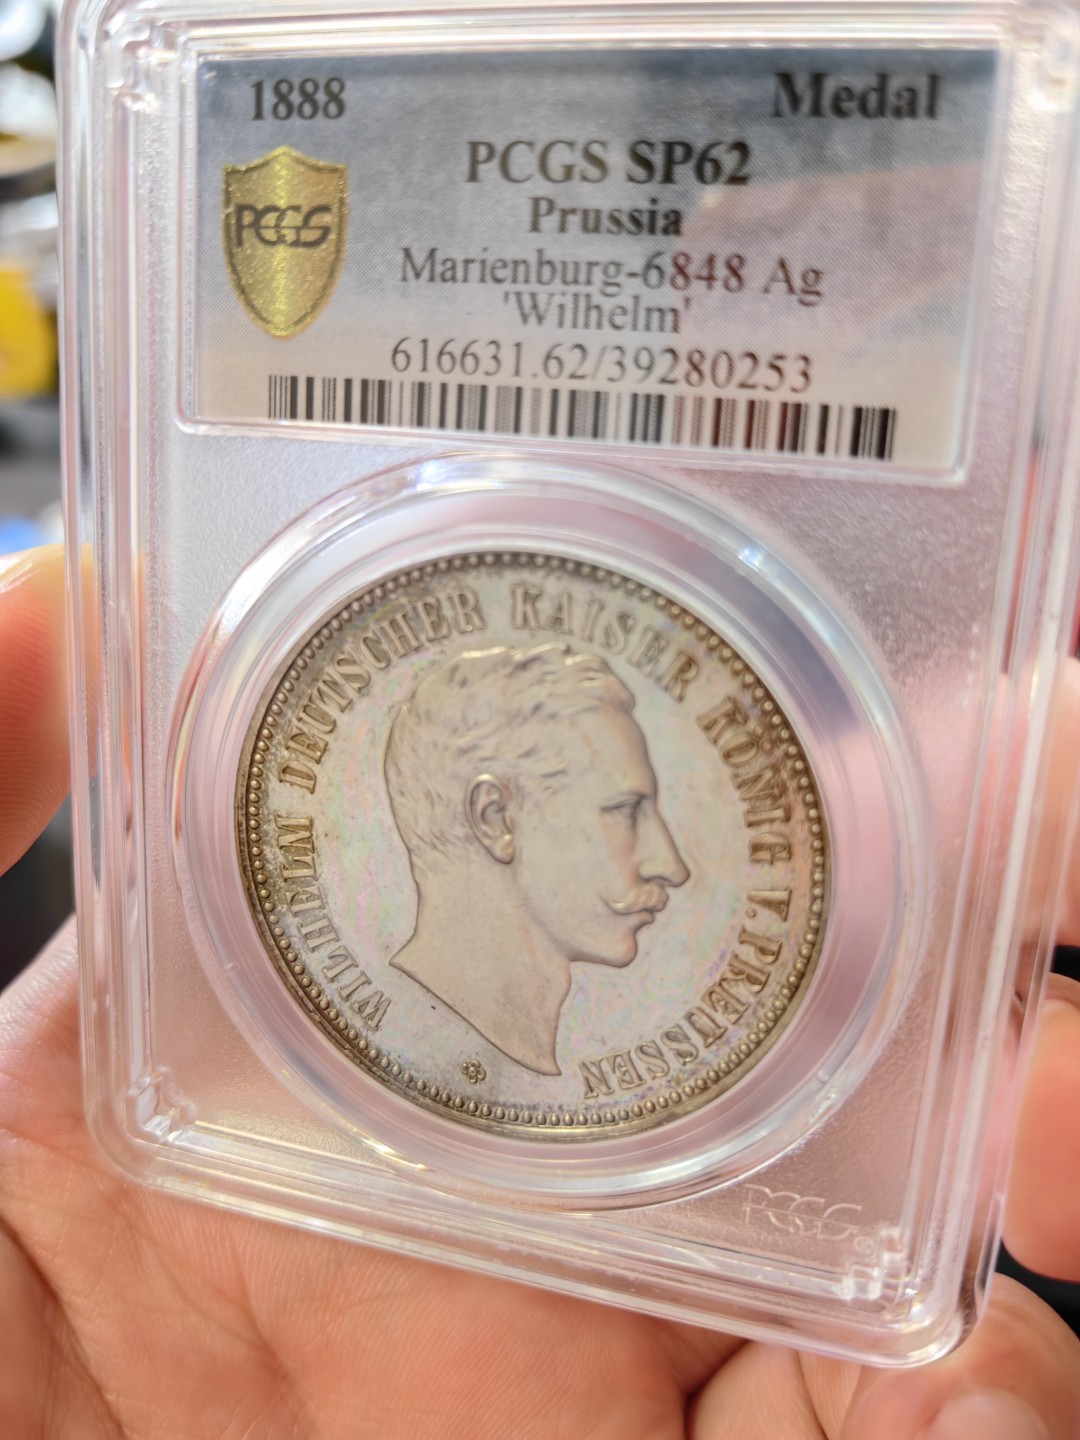 1888 Medal
PCGS SP62
PCGS Prussia
Marienburg-6848 Ag
'Wilhelm'
616631.62/39280253
WILHELM DEUTSCHER KAISER KÖNIG V. PREUSSEN
PCGS